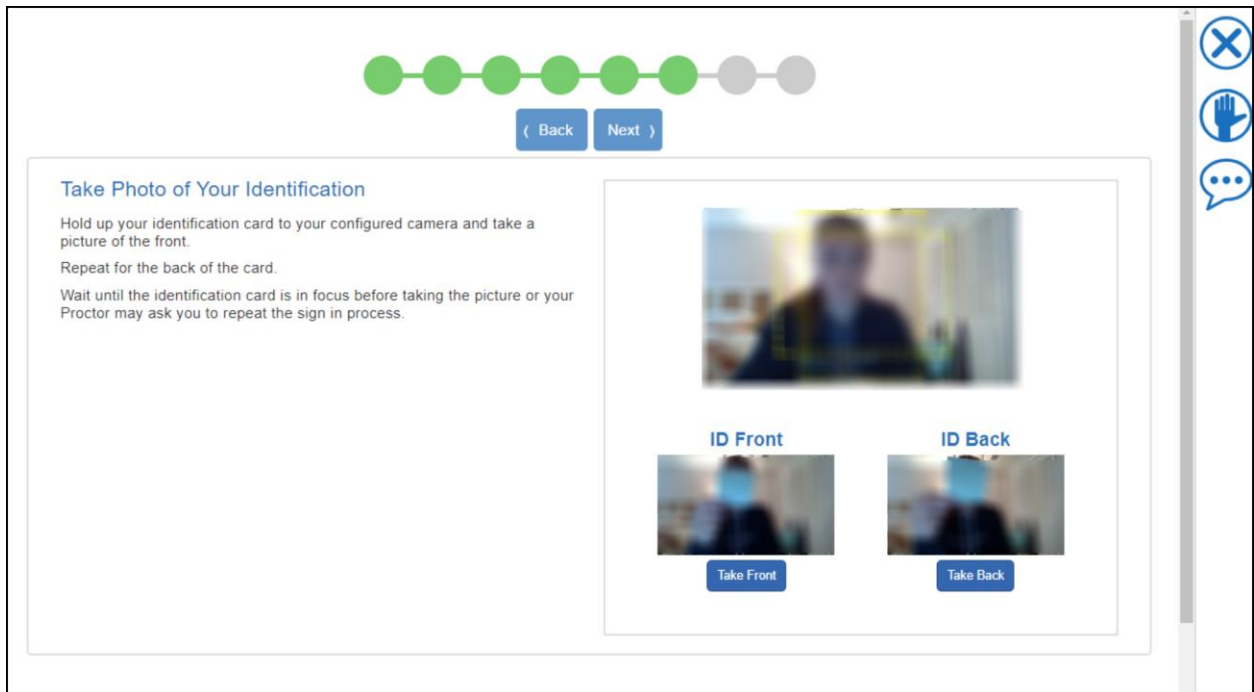 ⟨ Back Next ⟩
Take Photo of Your Identification
Hold up your identification card to your configured camera and take a
picture of the front.
Repeat for the back of the card.
Wait until the identification card is in focus before taking the picture or your
Proctor may ask you to repeat the sign in process.
ID Front ID Back
Take Front Take Back